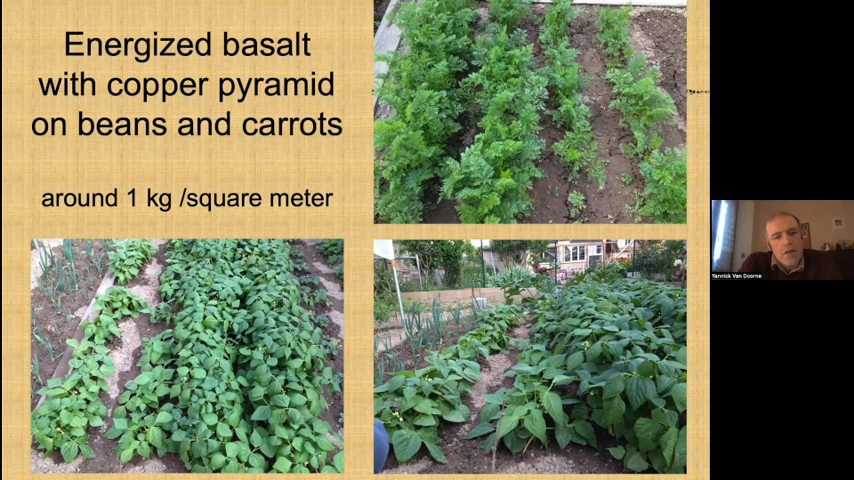 Energized basalt
with copper pyramid
on beans and carrots
around 1 kg /square meter
Yannick Van Doorne